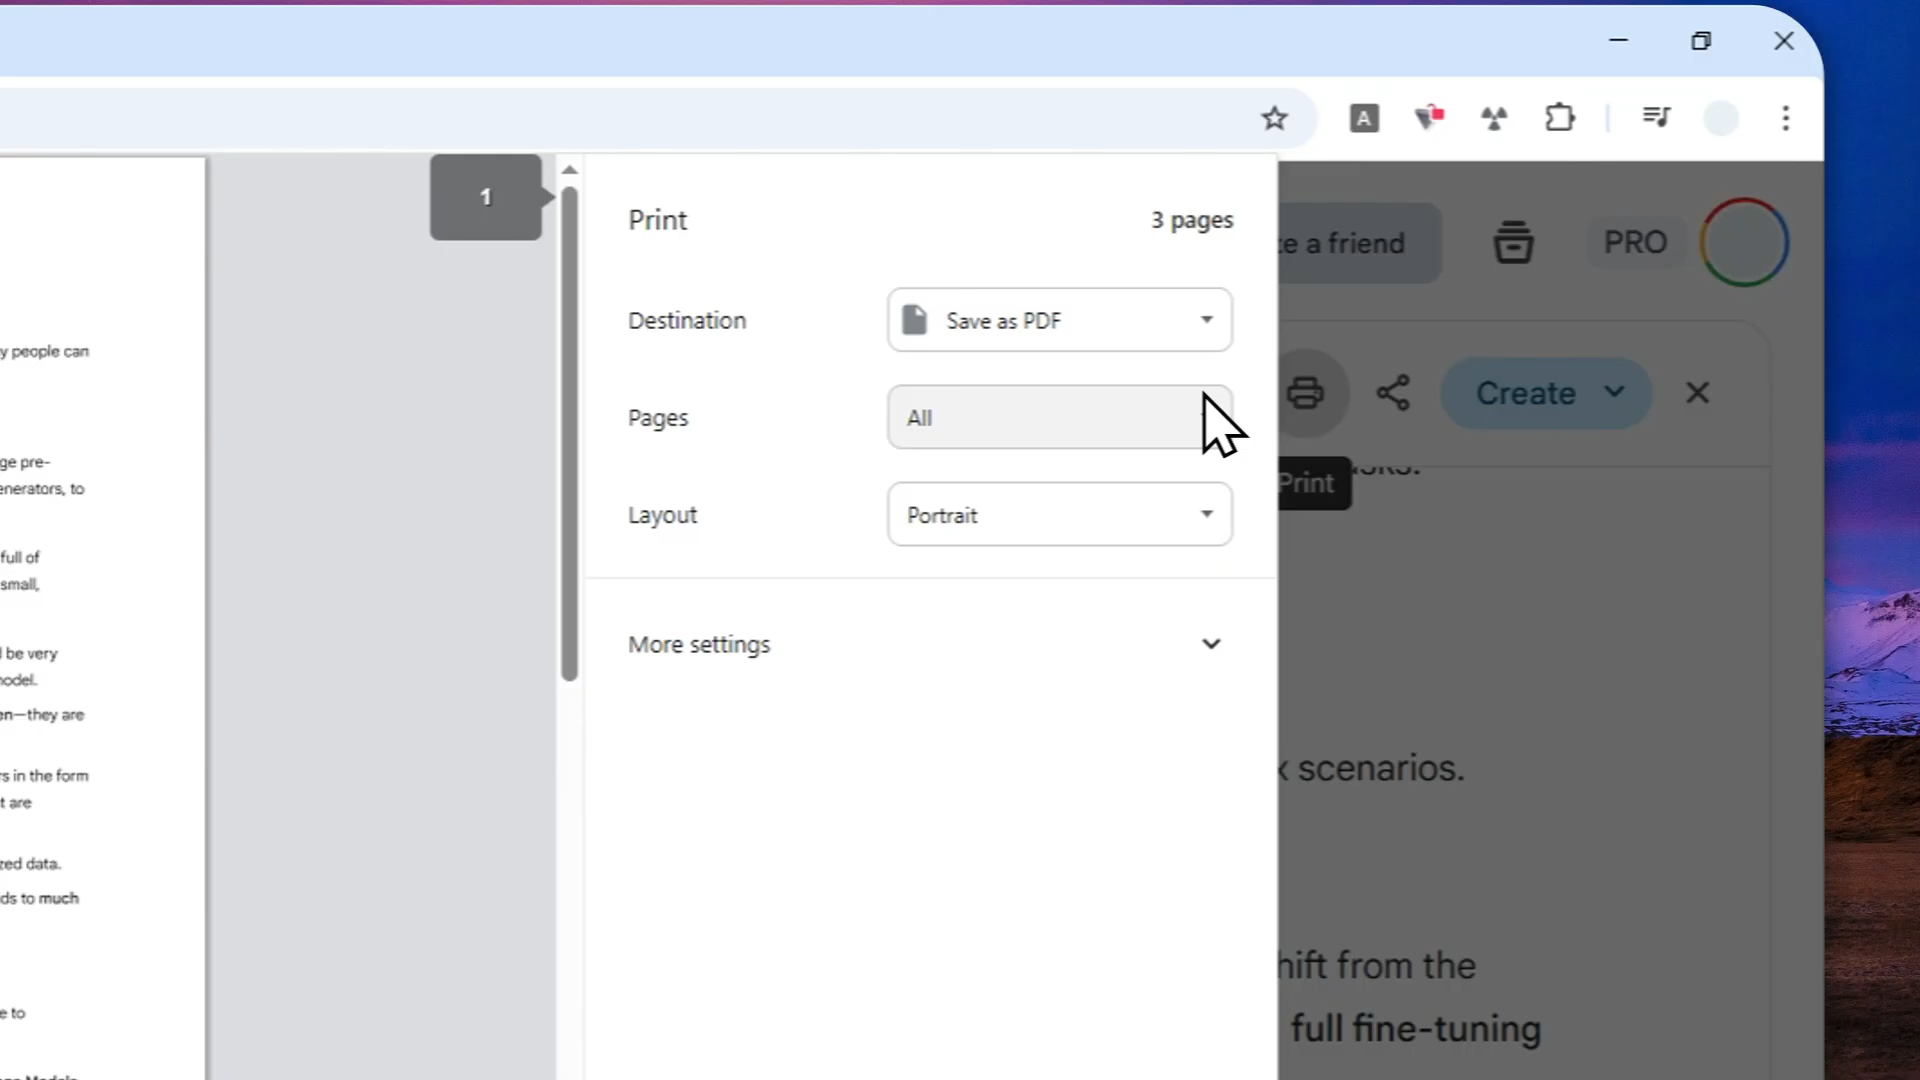 A
1
Print
3 pages
Destination
Save as PDF
Pages
All
Layout
Portrait
More settings
y people can
ge pre-
enerators, to
full of
small,
be very
odel.
en—they are
s in the form
t are
zed data.
ds to much
e to
Models
e a friend
PRO
Create
Print
scenarios.
hift from the
full fine-tuning